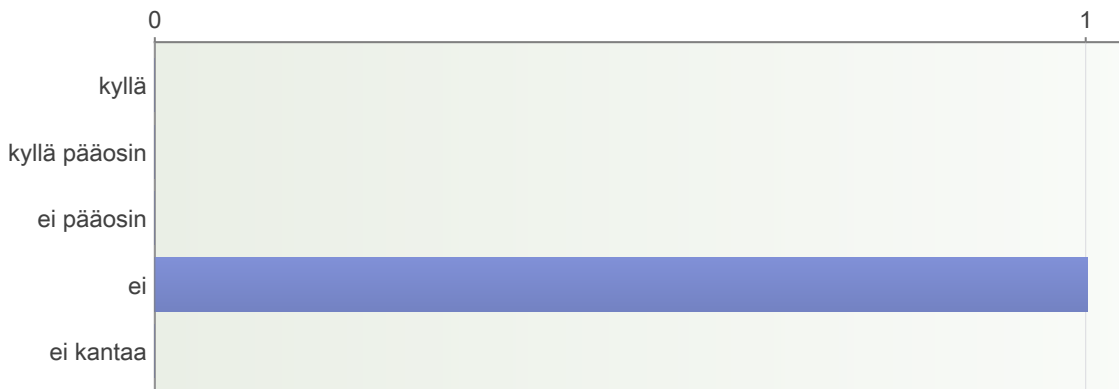 0 1
kyllä
kyllä pääosin
ei pääosin
ei
ei kantaa